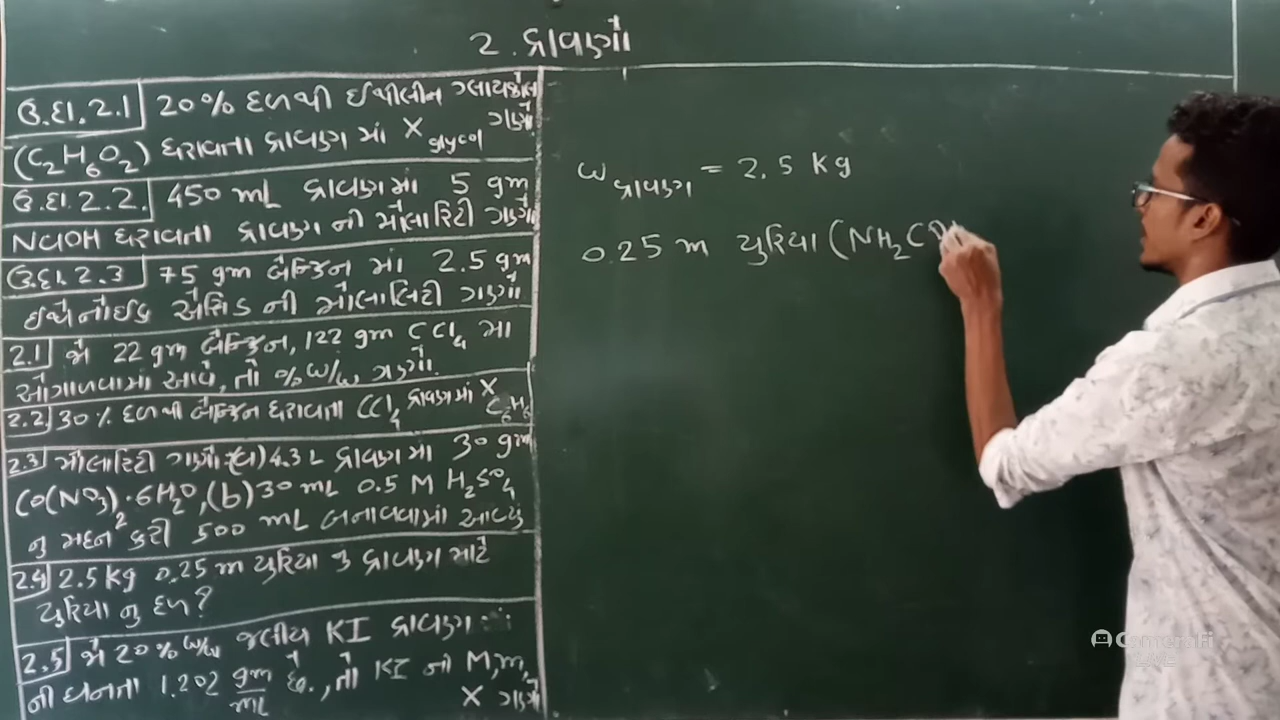 2. દ્રાવણો
ઉ.દા.2.1 20% દળથી ઈથીલીન ગ્લાયકોલ
(C₂H₆O₂) ધરાવતા દ્રાવણ માં X glycol ગણો
ઉ.દા.2.2. 450 mL દ્રાવણમાં 5 gm
NaOH ધરાવતા દ્રાવણ ની મોલારિટી ગણો
ઉ.દા.2.3 75 gm બેન્ઝિન માં 2.5 gm
ઈથેનોઈક એસિડ ની મોલાલિટી ગણો
2.1 જો 22 gm બેન્ઝિન, 122 gm CCl₄ મા
ઓગાળવામાં આવે, તો % w/w ગણો.
2.2 30% દળથી બેન્ઝિન ધરાવતા CCl₄ દ્રાવણમાં X C₆H₆
2.3 મોલારિટી ગણો (a) 4.3 L દ્રાવણમાં 30 gm
Co(NO₃)₂·6H₂O, (b) 30 mL 0.5 M H₂SO₄
નુ મદન કરી 500 mL બનાવવામાં આવ્યુ
2.4 2.5 kg 0.25 m યુરિયા નુ દ્રાવણ માટે
યુરિયા નુ દળ?
2.5 જો 20% w/w જલીય KI દ્રાવણ
ની ઘનતા 1.202 gm/mL છે., તો KI ની M, m,
X ગણો
w દ્રાવણ = 2.5 kg
0.25 m યુરિયા (NH₂CO
CameraFi
LIVE